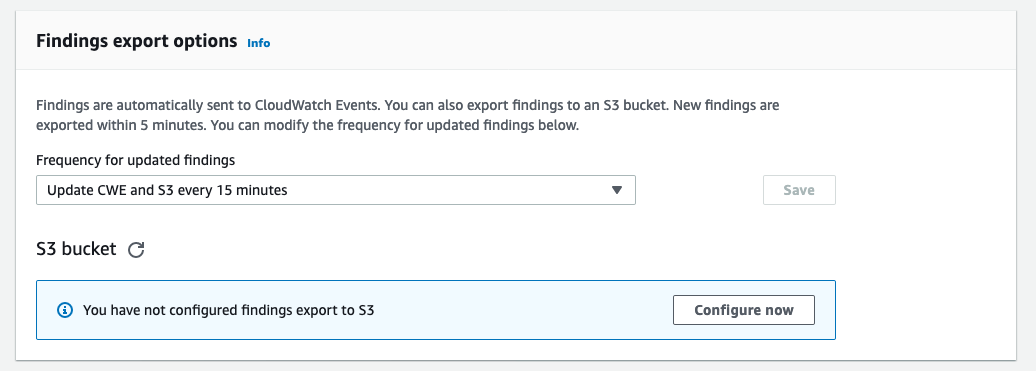 Findings export options Info
Findings are automatically sent to CloudWatch Events. You can also export findings to an S3 bucket. New findings are
exported within 5 minutes. You can modify the frequency for updated findings below.
Frequency for updated findings
Update CWE and S3 every 15 minutes
Save
S3 bucket
You have not configured findings export to S3
Configure now